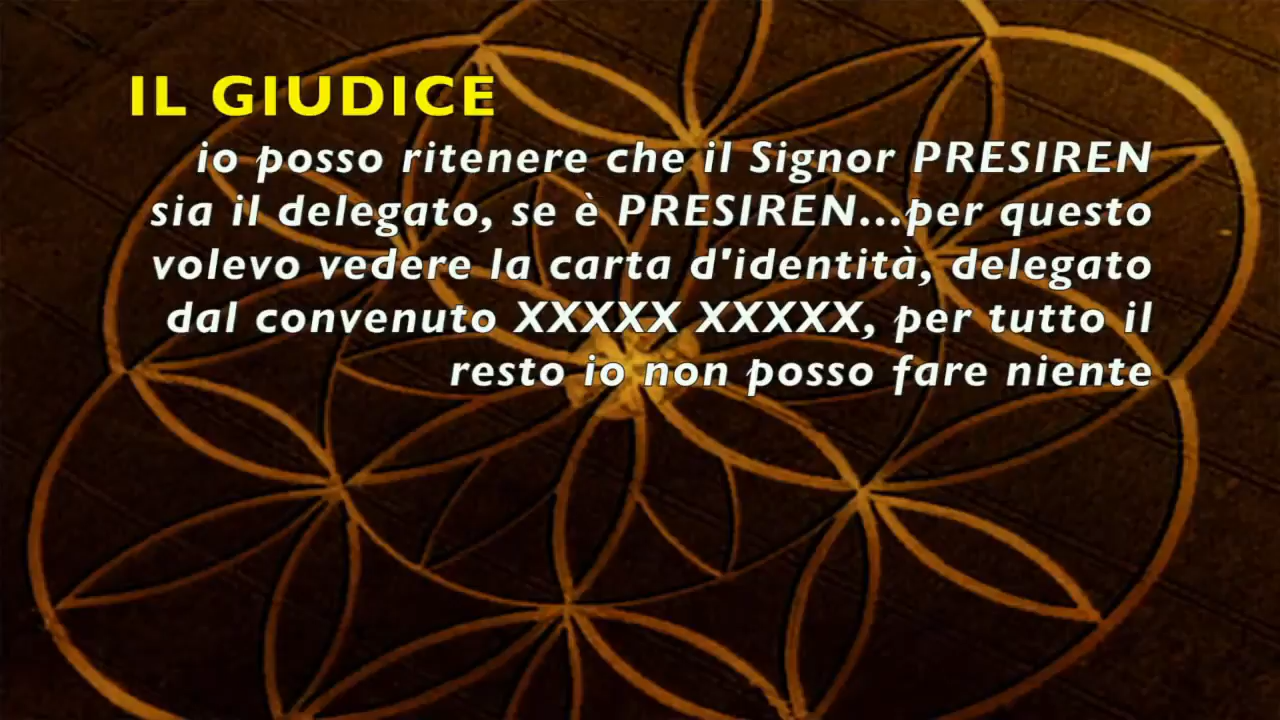 IL GIUDICE
io posso ritenere che il Signor PRESIREN
sia il delegato, se è PRESIREN...per questo
volevo vedere la carta d'identità, delegato
dal convenuto XXXXX XXXXX, per tutto il
resto io non posso fare niente